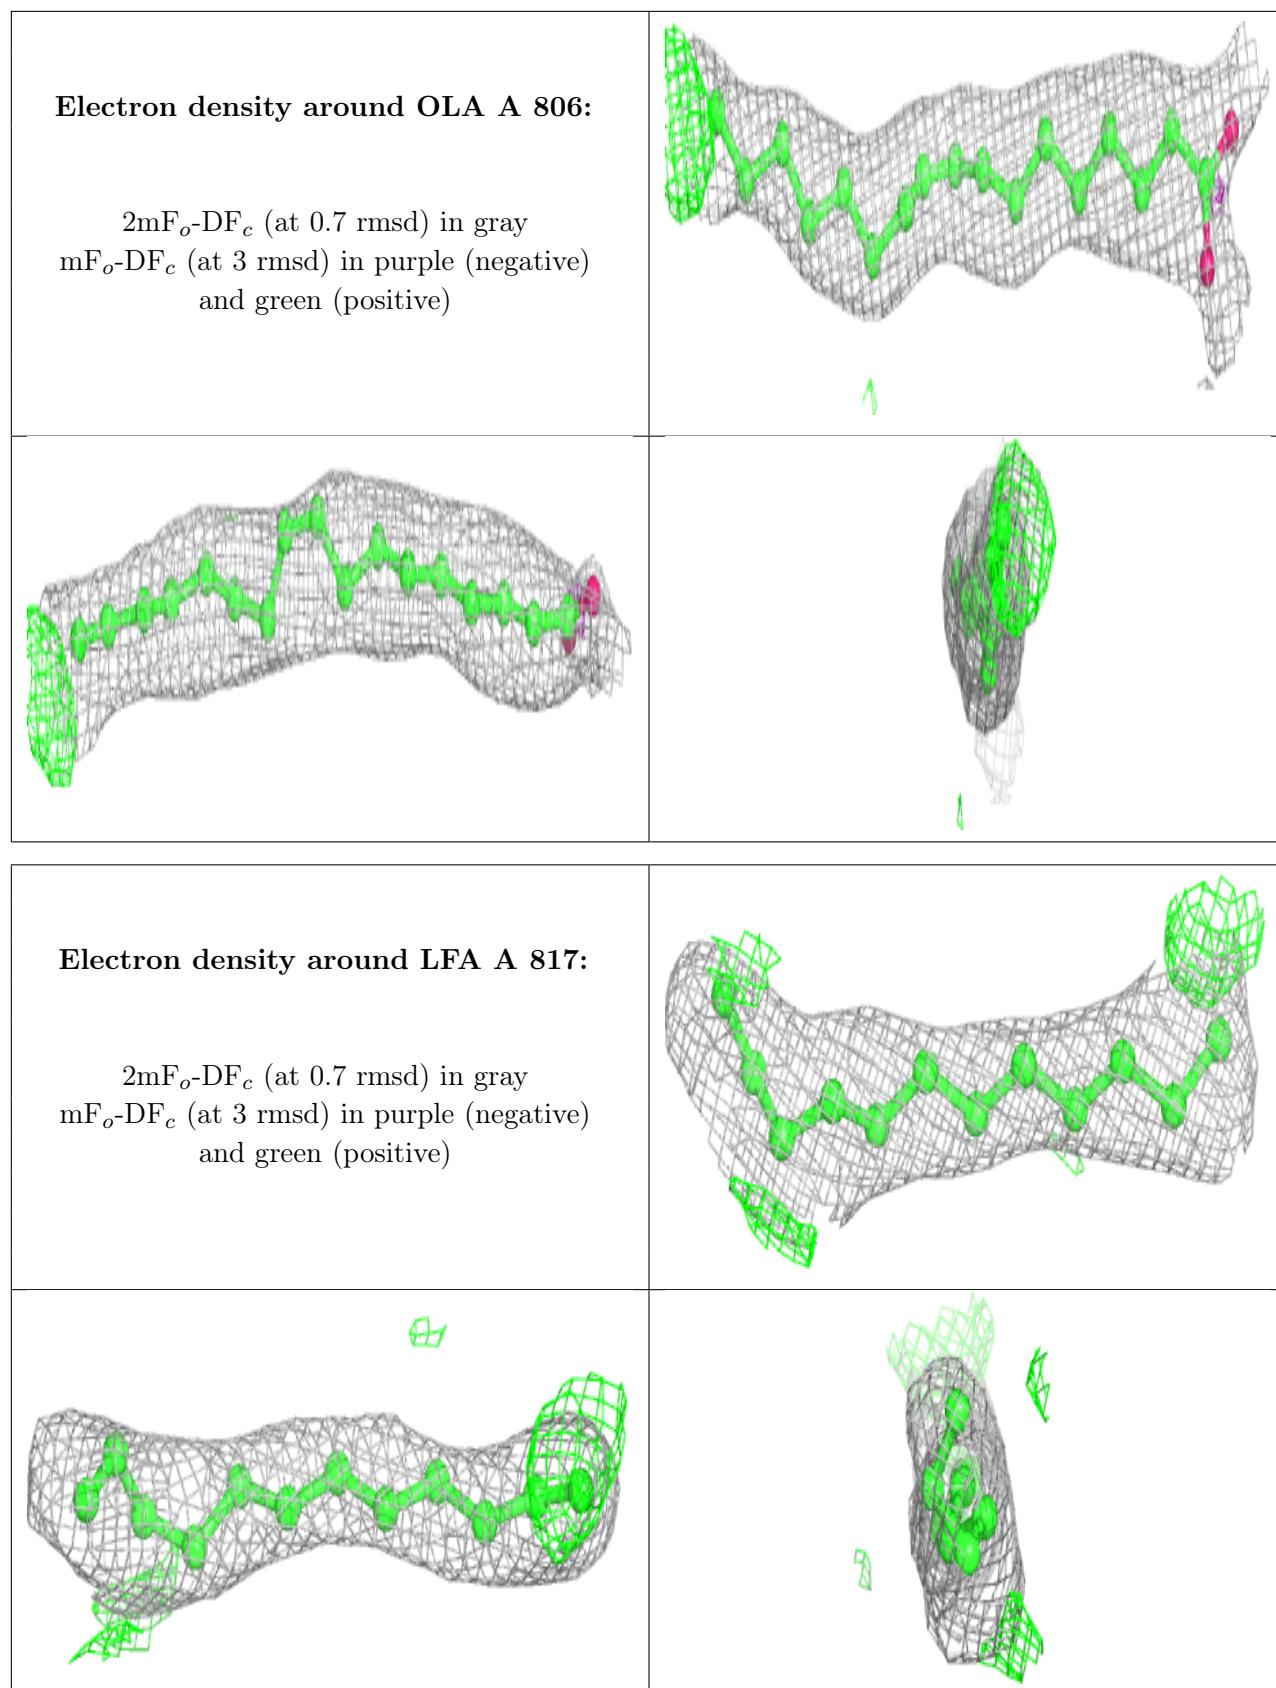 Electron density around OLA A 806:
2mFo-DFc (at 0.7 rmsd) in gray
mFo-DFc (at 3 rmsd) in purple (negative)
and green (positive)
Electron density around LFA A 817:
2mFo-DFc (at 0.7 rmsd) in gray
mFo-DFc (at 3 rmsd) in purple (negative)
and green (positive)